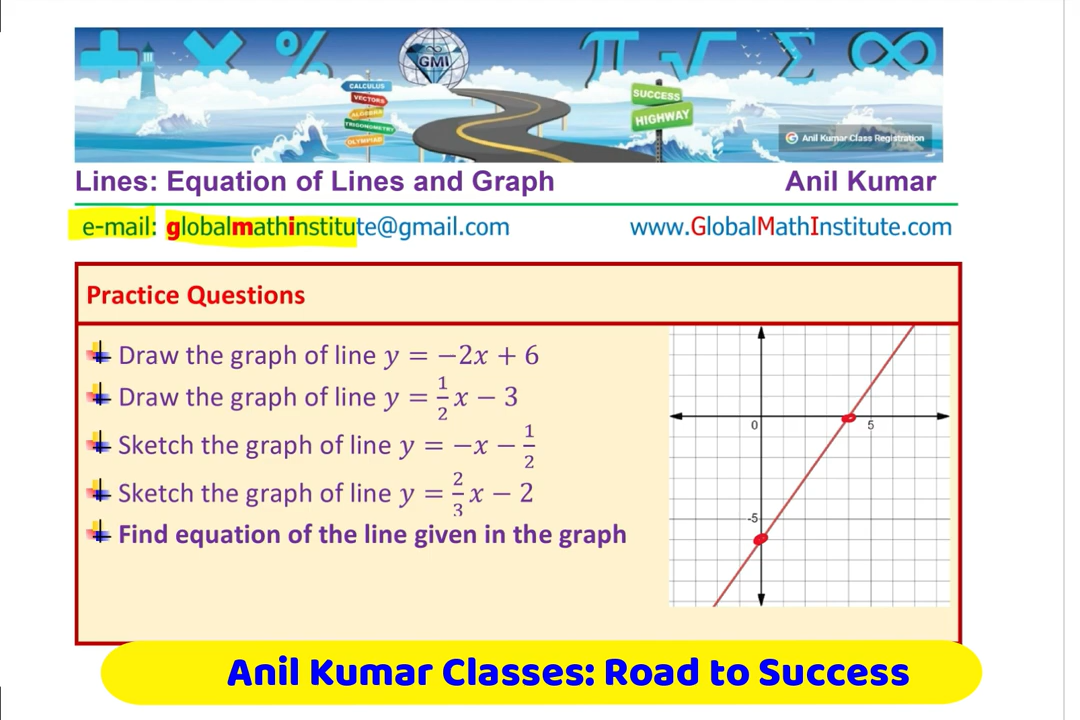 GMI
CALCULUS
VECTORS
ALGEBRA
TRIGONOMETRY
OLYMPIAD
SUCCESS
HIGHWAY
G Anil Kumar Class Registration
Lines: Equation of Lines and Graph Anil Kumar
e-mail: globalmathinstitute@gmail.com www.GlobalMathInstitute.com
Practice Questions
Draw the graph of line y = −2x + 6
Draw the graph of line y = 1/2 x − 3
Sketch the graph of line y = −x − 1/2
Sketch the graph of line y = 2/3 x − 2
Find equation of the line given in the graph
0 5
-5
Anil Kumar Classes: Road to Success